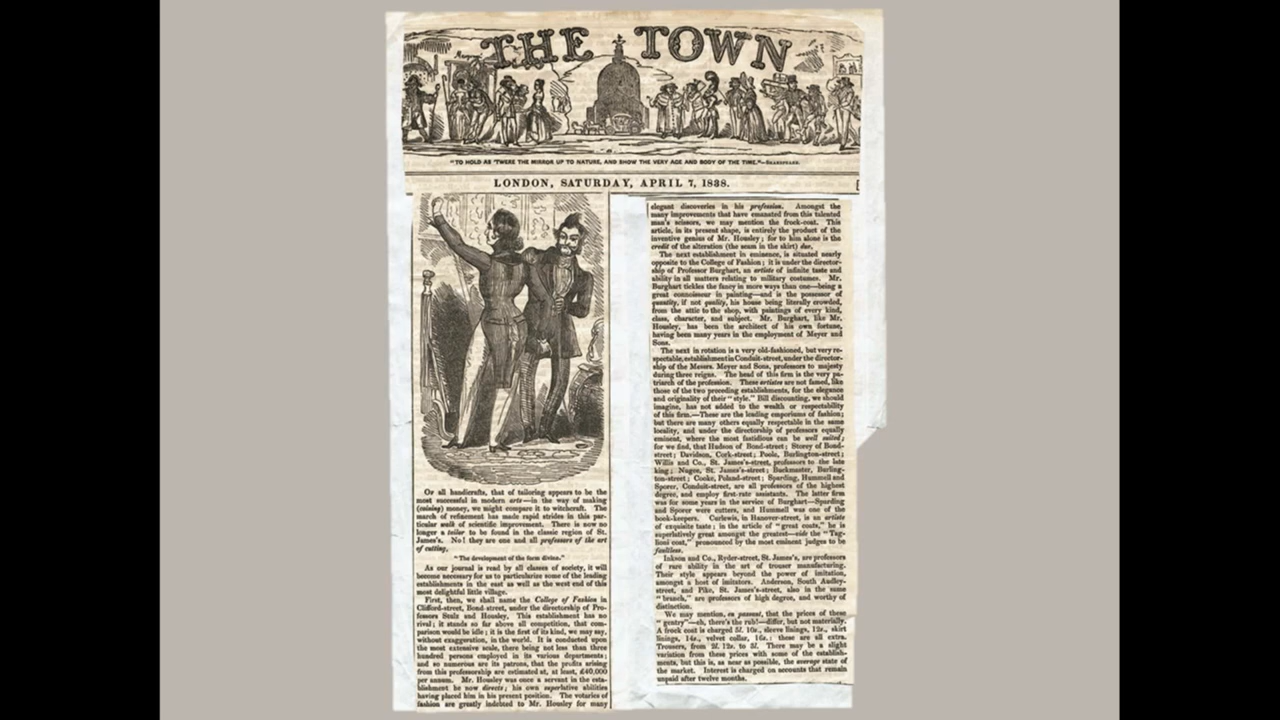 THE TOWN
"TO HOLD AS 'TWERE THE MIRROR UP TO NATURE, AND SHOW THE VERY AGE AND BODY OF THE TIME."—SHAKSPEARE.
LONDON, SATURDAY, APRIL 7, 1838.
OF all handicrafts, that of tailoring appears to be the
most successful in modern arts—in the way of making
(coining) money, we might compare it to witchcraft. The
march of refinement has made rapid strides in this par-
ticular walk of scientific improvement. There is now no
longer a tailor to be found in the classic region of St.
James's. No! they are one and all professors of the art
of cutting.
"The development of the form divine."
As our journal is read by all classes of society, it will
become necessary for us to particularize some of the leading
establishments in the east as well as the west end of this
most delightful little village.
First, then, we shall name the College of Fashion in
Clifford-street, Bond-street, under the directorship of Pro-
fessors Stulz and Housley. This establishment has no
rival; it stands so far above all competition, that com-
parison would be idle; it is the first of its kind, we may say,
without exaggeration, in the world. It is conducted upon
the most extensive scale, there being not less than three
hundred persons employed in its various departments;
and so numerous are its patrons, that the profits arising
from this professorship are estimated at, at least, £40,000
per annum. Mr. Housley was once a servant in the esta-
blishment he now directs; his own superlative abilities
having placed him in his present position. The votaries of
fashion are greatly indebted to Mr. Housley for many
elegant discoveries in his profession. Amongst the
many improvements that have emanated from this talented
man's scissors, we may mention the frock-coat. This
article, in its present shape, is entirely the product of the
inventive genius of Mr. Housley; for to him alone is the
credit of the alteration (the seam in the skirt) due.
The next establishment in eminence, is situated nearly
opposite to the College of Fashion; it is under the director-
ship of Professor Burghart, an artiste of infinite taste and
ability in all matters relating to military costumes. Mr.
Burghart tickles the fancy in more ways than one—being a
great connoisseur in painting—and is the possessor of
quantity, if not quality, his house being literally crowded,
from the attic to the shop, with paintings of every kind,
class, character, and subject. Mr. Burghart, like Mr.
Housley, has been the architect of his own fortune,
having been many years in the employment of Meyer and
Sons.
The next in rotation is a very old-fashioned, but very re-
spectable, establishment in Conduit-street, under the director-
ship of the Messrs. Meyer and Sons, professors to majesty
during three reigns. The head of this firm is the very pa-
triarch of the profession. These artistes are not famed, like
those of the two preceding establishments, for the elegance
and originality of their "style." Bill discounting, we should
imagine, has not added to the wealth or respectability
of this firm.—These are the leading emporiums of fashion;
but there are many others equally respectable in the same
locality, and under the directorship of professors equally
eminent, where the most fastidious can be well suited;
for we find, that Hudson of Bond-street; Storey of Bond-
street; Davidson, Cork-street; Poole, Burlington-street;
Willis and Co., St. James's-street, professors to the late
king; Nugee, St. James's-street; Buckmaster, Burling-
ton-street; Cooke, Poland-street; Sparding, Hummell and
Sporer, Conduit-street, are all professors of the highest
degree, and employ first-rate assistants. The latter firm
was for some years in the service of Burghart—Sparding
and Sporer were cutters, and Hummell was one of the
book-keepers. Curlewis, in Hanover-street, is an artiste
of exquisite taste; in the article of "great coats," he is
superlatively great amongst the greatest—vide the "Tag-
lioni coat," pronounced by the most eminent judges to be
faultless.
Inkson and Co., Ryder-street, St. James's, are professors
of rare ability in the art of trouser manufacturing.
Their style appears beyond the power of imitation,
amongst a host of imitators. Anderson, South Audley-
street, and Pike, St. James's-street, also in the same
"branch," are professors of high degree, and worthy of
distinction.
We may mention, en passant, that the prices of these
"gentry"—ah, there's the rub!—differ, but not materially.
A frock coat is charged 5l. 10s., sleeve linings, 12s., skirt
linings, 14s., velvet collar, 16s.: these are all extra.
Trousers, from 2l. 12s. to 3l. There may be a slight
variation from these prices with some of the establish-
ments, but this is, as near as possible, the average state of
the market. Interest is charged on accounts that remain
unpaid after twelve months.